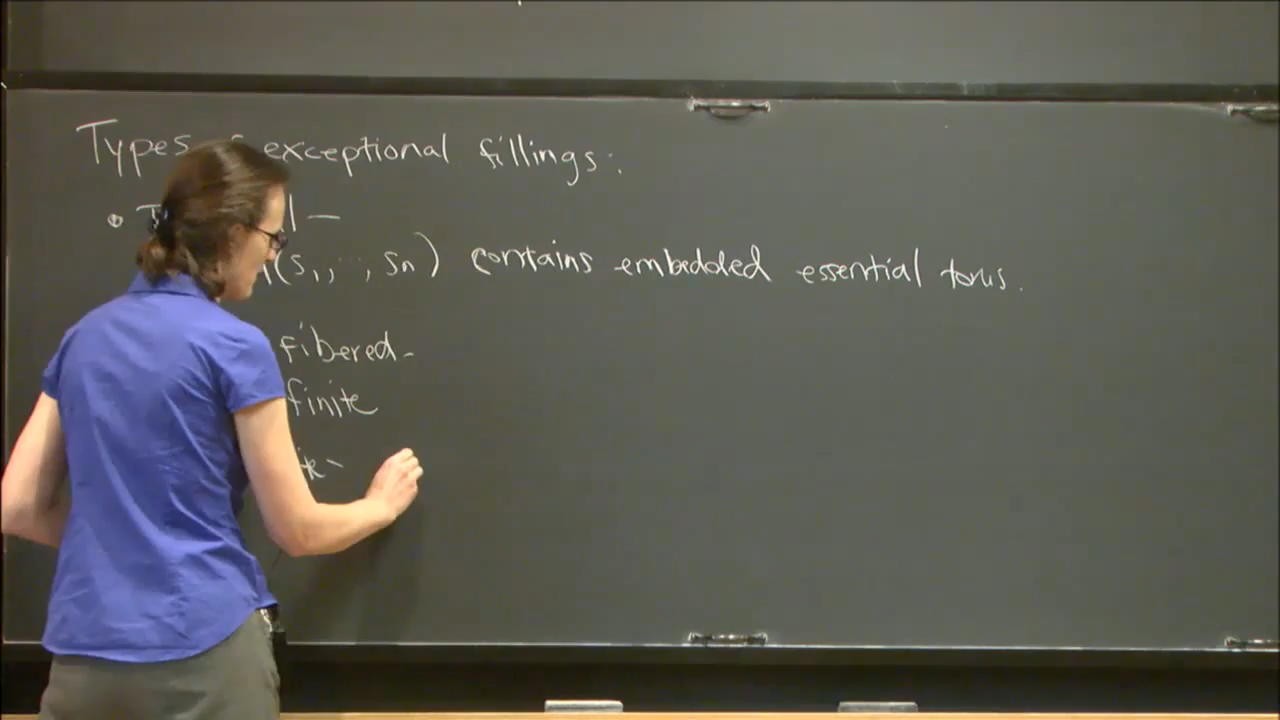 Types exceptional fillings:
• l —
(s₁, ..., sₙ) contains embedded essential torus.
fibered-
finite